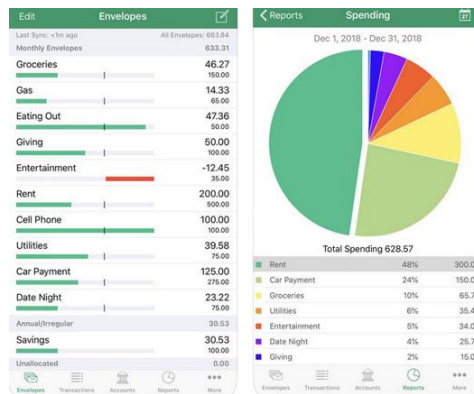 Edit Envelopes
Last Sync: <1m ago All Envelopes: 663.84
Monthly Envelopes 633.31
Groceries 46.27
150.00
Gas 14.33
65.00
Eating Out 47.36
50.00
Giving 50.00
100.00
Entertainment -12.45
35.00
Rent 200.00
500.00
Cell Phone 100.00
100.00
Utilities 39.58
75.00
Car Payment 125.00
275.00
Date Night 23.22
75.00
Annual/Irregular 30.53
Savings 30.53
100.00
Unallocated 0.00
Envelopes Transactions Accounts Reports More
Reports Spending
Dec 1, 2018 - Dec 31, 2018
Total Spending 628.57
Rent 48% 300.0
Car Payment 24% 150.0
Groceries 10% 65.7
Utilities 6% 35.4
Entertainment 5% 34.0
Date Night 4% 25.7
Giving 2% 15.0
Envelopes Transactions Accounts Reports More